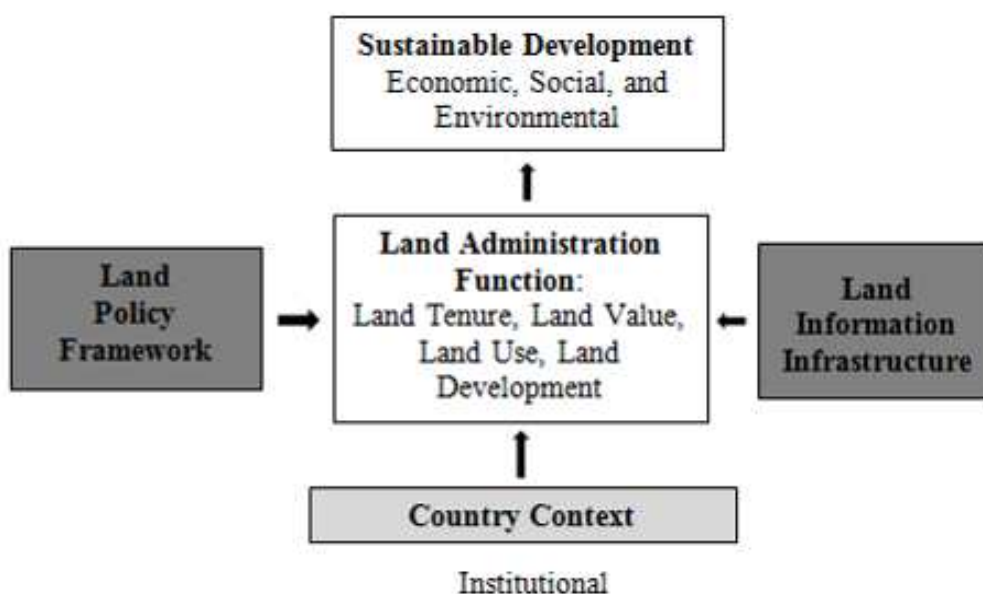 Sustainable Development
Economic, Social, and
Environmental
Land
Policy
Framework
Land Administration
Function:
Land Tenure, Land Value,
Land Use, Land
Development
Land
Information
Infrastructure
Country Context
Institutional